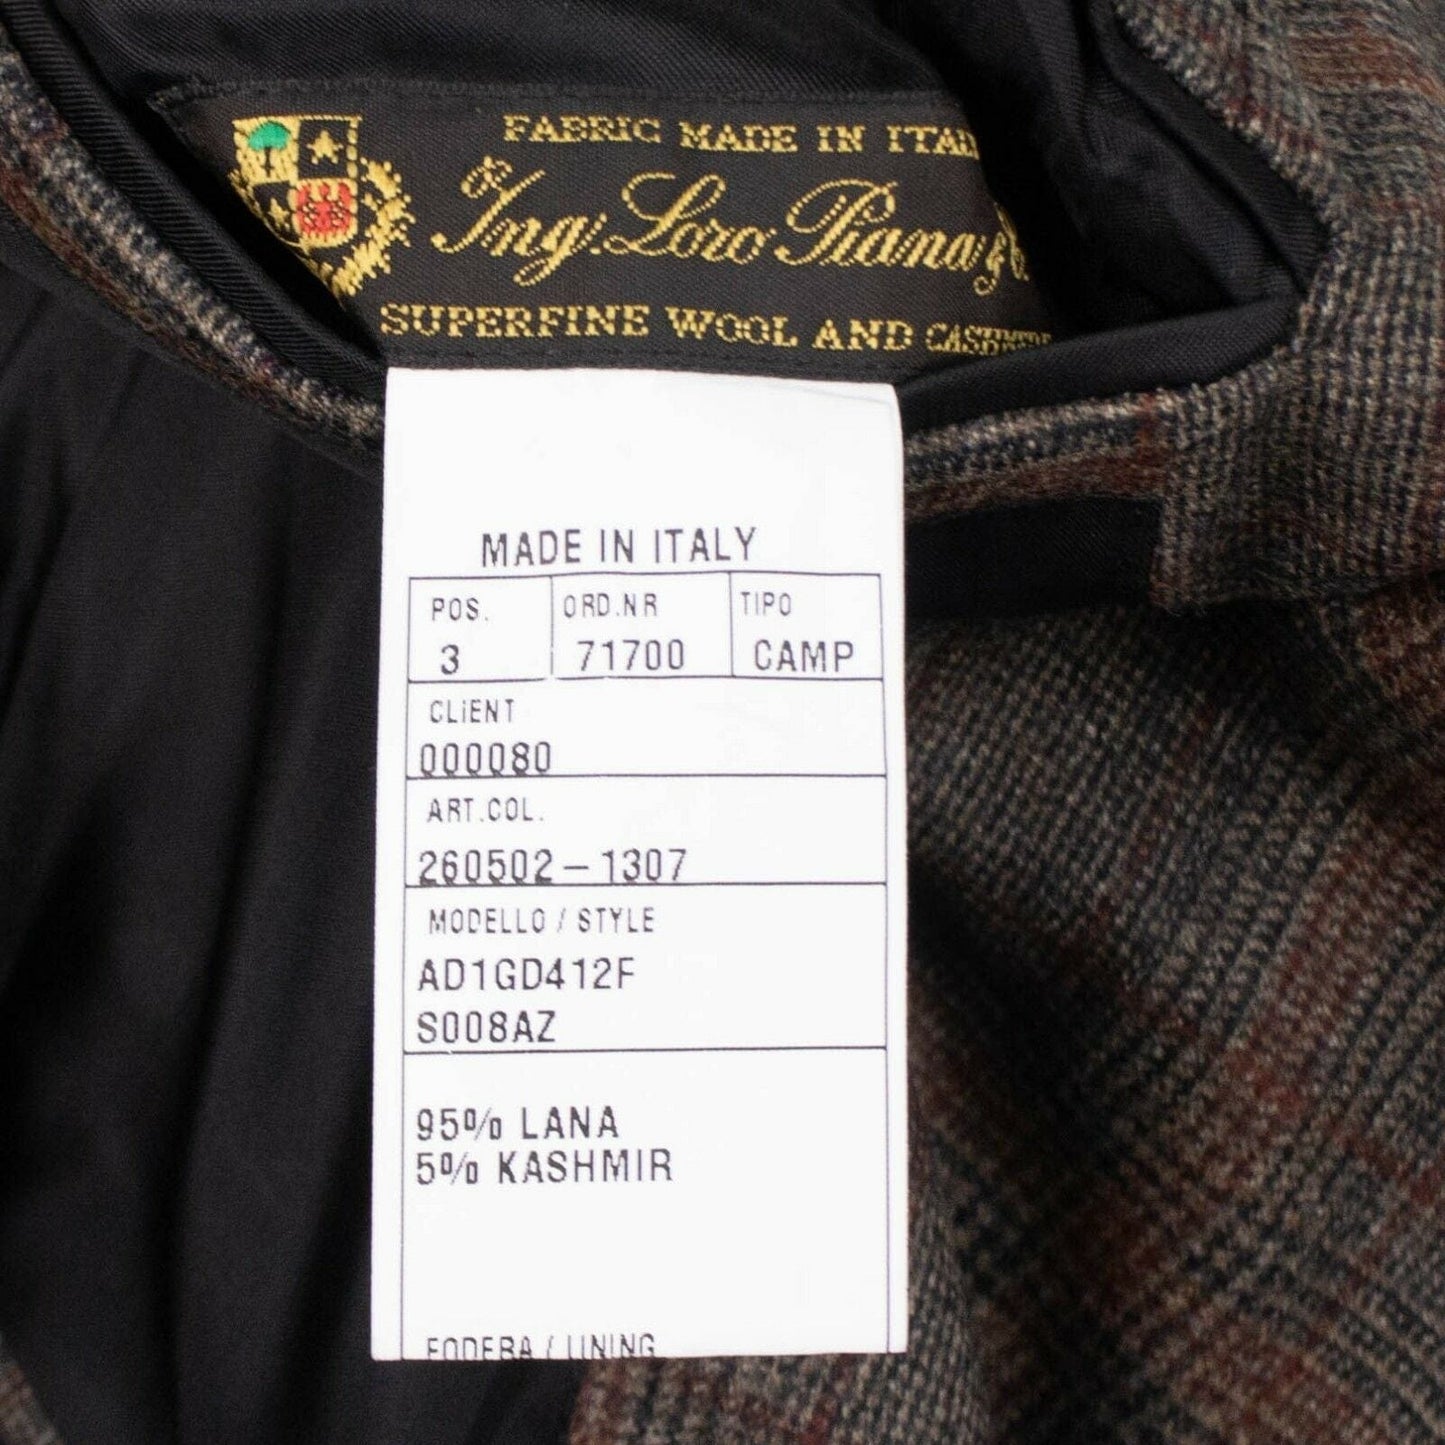 FABRIC MADE IN ITAL
Ing. Loro Piana & C.
SUPERFINE WOOL AND CASHMERE
MADE IN ITALY
POS. ORD.NR TIPO
3 71700 CAMP
CLiENT
000080
ART.COL.
260502-1307
MODELLO / STYLE
AD1GD412F
S008AZ
95% LANA
5% KASHMIR
FODERA / LINING